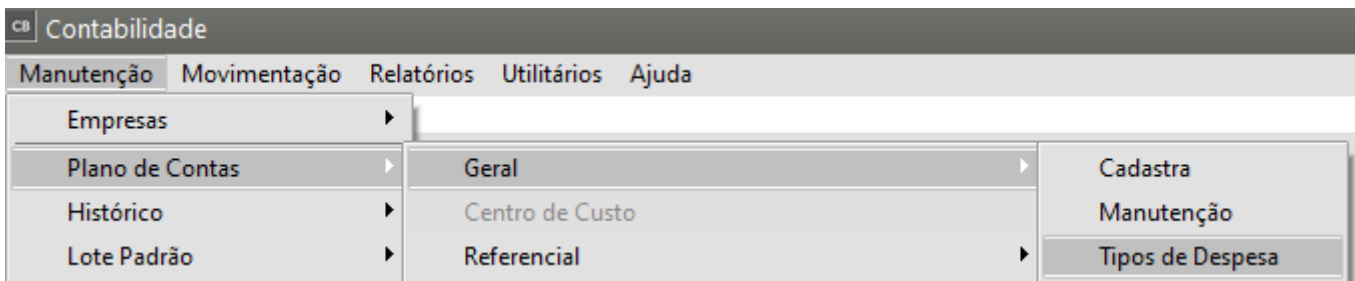 CB Contabilidade
Manutenção Movimentação Relatórios Utilitários Ajuda
Empresas
Plano de Contas Geral Cadastra
Histórico Centro de Custo Manutenção
Lote Padrão Referencial Tipos de Despesa